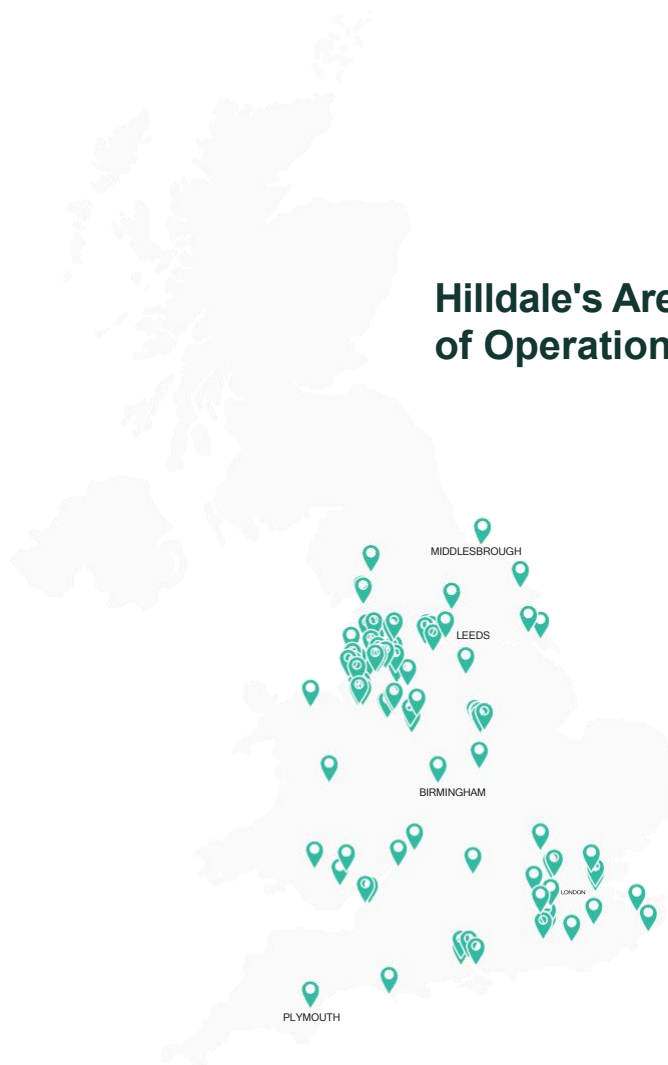 Hilldale's Are
of Operation
MIDDLESBROUGH
LEEDS
BIRMINGHAM
LONDON
PLYMOUTH